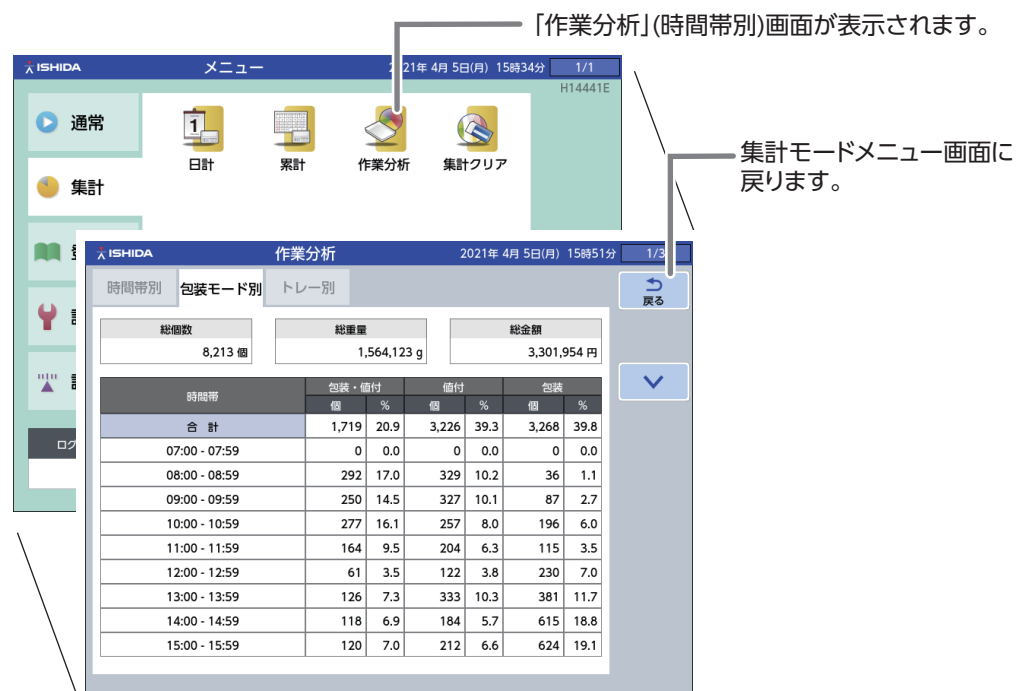 「作業分析」(時間帯別)画面が表示されます。
ISHIDA メニュー 2021年 4月 5日(月) 15時34分 1/1
H14441E
通常
集計
日計 累計 作業分析 集計クリア
集計モードメニュー画面に
戻ります。
ISHIDA 作業分析 2021年 4月 5日(月) 15時51分 1/3
時間帯別 包装モード別 トレー別
戻る
総個数 総重量 総金額
8,213 個 1,564,123 g 3,301,954 円
時間帯 包装・値付 値付 包装
個 % 個 % 個 %
合 計 1,719 20.9 3,226 39.3 3,268 39.8
07:00 - 07:59 0 0.0 0 0.0 0 0.0
08:00 - 08:59 292 17.0 329 10.2 36 1.1
09:00 - 09:59 250 14.5 327 10.1 87 2.7
10:00 - 10:59 277 16.1 257 8.0 196 6.0
11:00 - 11:59 164 9.5 204 6.3 115 3.5
12:00 - 12:59 61 3.5 122 3.8 230 7.0
13:00 - 13:59 126 7.3 333 10.3 381 11.7
14:00 - 14:59 118 6.9 184 5.7 615 18.8
15:00 - 15:59 120 7.0 212 6.6 624 19.1